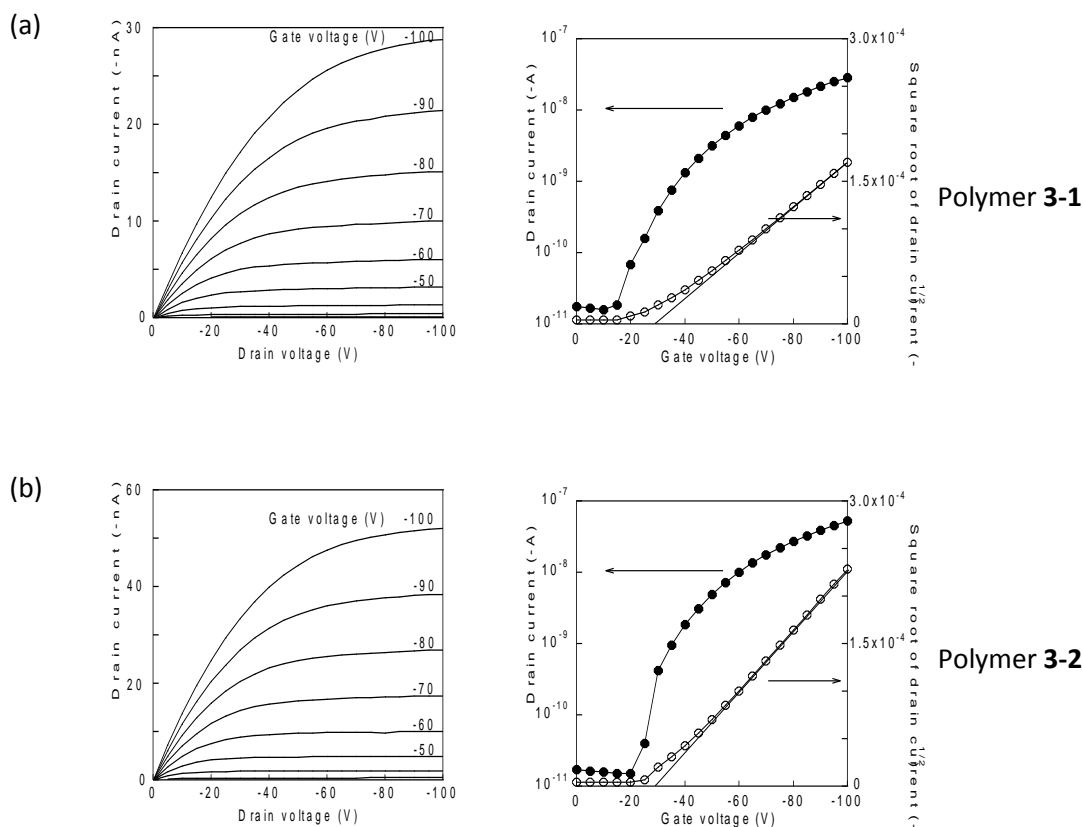 (a)
Drain current (-nA)
30
20
10
0
Gate voltage (V) -100
-90
-80
-70
-60
-50
0 -20 -40 -60 -80 -100
Drain voltage (V)
Drain current (-A)
10-7
10-8
10-9
10-10
10-11
3.0x10-4
1.5x10-4
0
0 -20 -40 -60 -80 -100
Gate voltage (V)
Square root of drain current (-
1/2
Polymer 3-1
(b)
Drain current (-nA)
60
40
20
0
Gate voltage (V) -100
-90
-80
-70
-60
-50
0 -20 -40 -60 -80 -100
Drain voltage (V)
Drain current (-A)
10-7
10-8
10-9
10-10
10-11
3.0x10-4
1.5x10-4
0
0 -20 -40 -60 -80 -100
Gate voltage (V)
Square root of drain current (-
1/2
Polymer 3-2